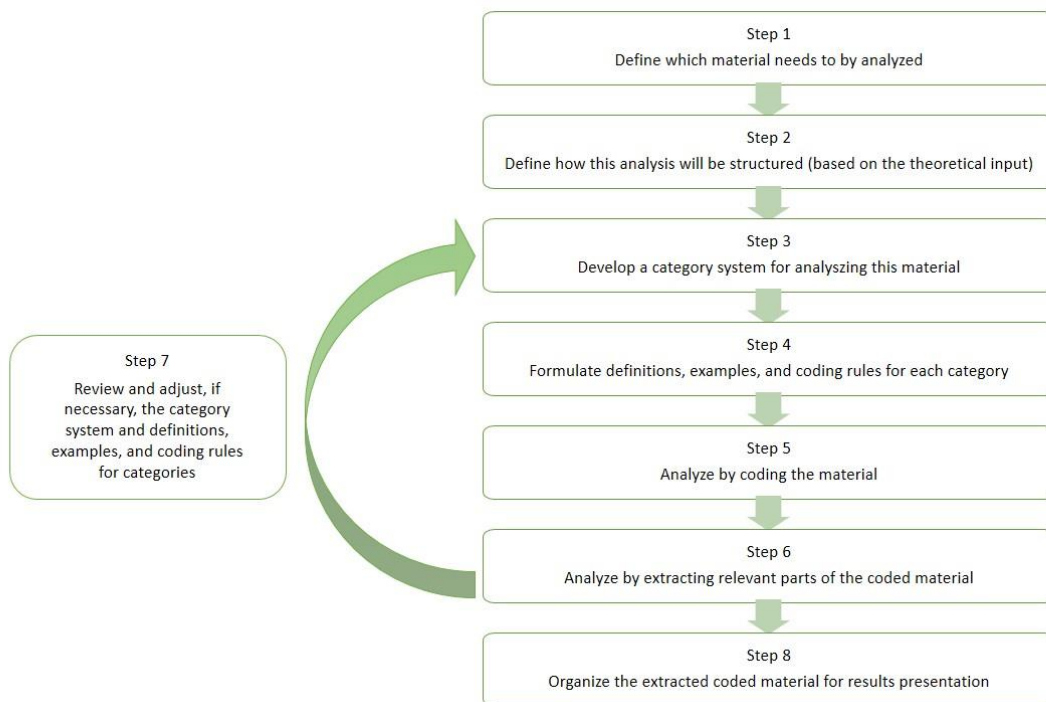 Step 1
Define which material needs to by analyzed
Step 2
Define how this analysis will be structured (based on the theoretical input)
Step 3
Develop a category system for analyszing this material
Step 4
Formulate definitions, examples, and coding rules for each category
Step 5
Analyze by coding the material
Step 6
Analyze by extracting relevant parts of the coded material
Step 7
Review and adjust, if
necessary, the category
system and definitions,
examples, and coding rules
for categories
Step 8
Organize the extracted coded material for results presentation